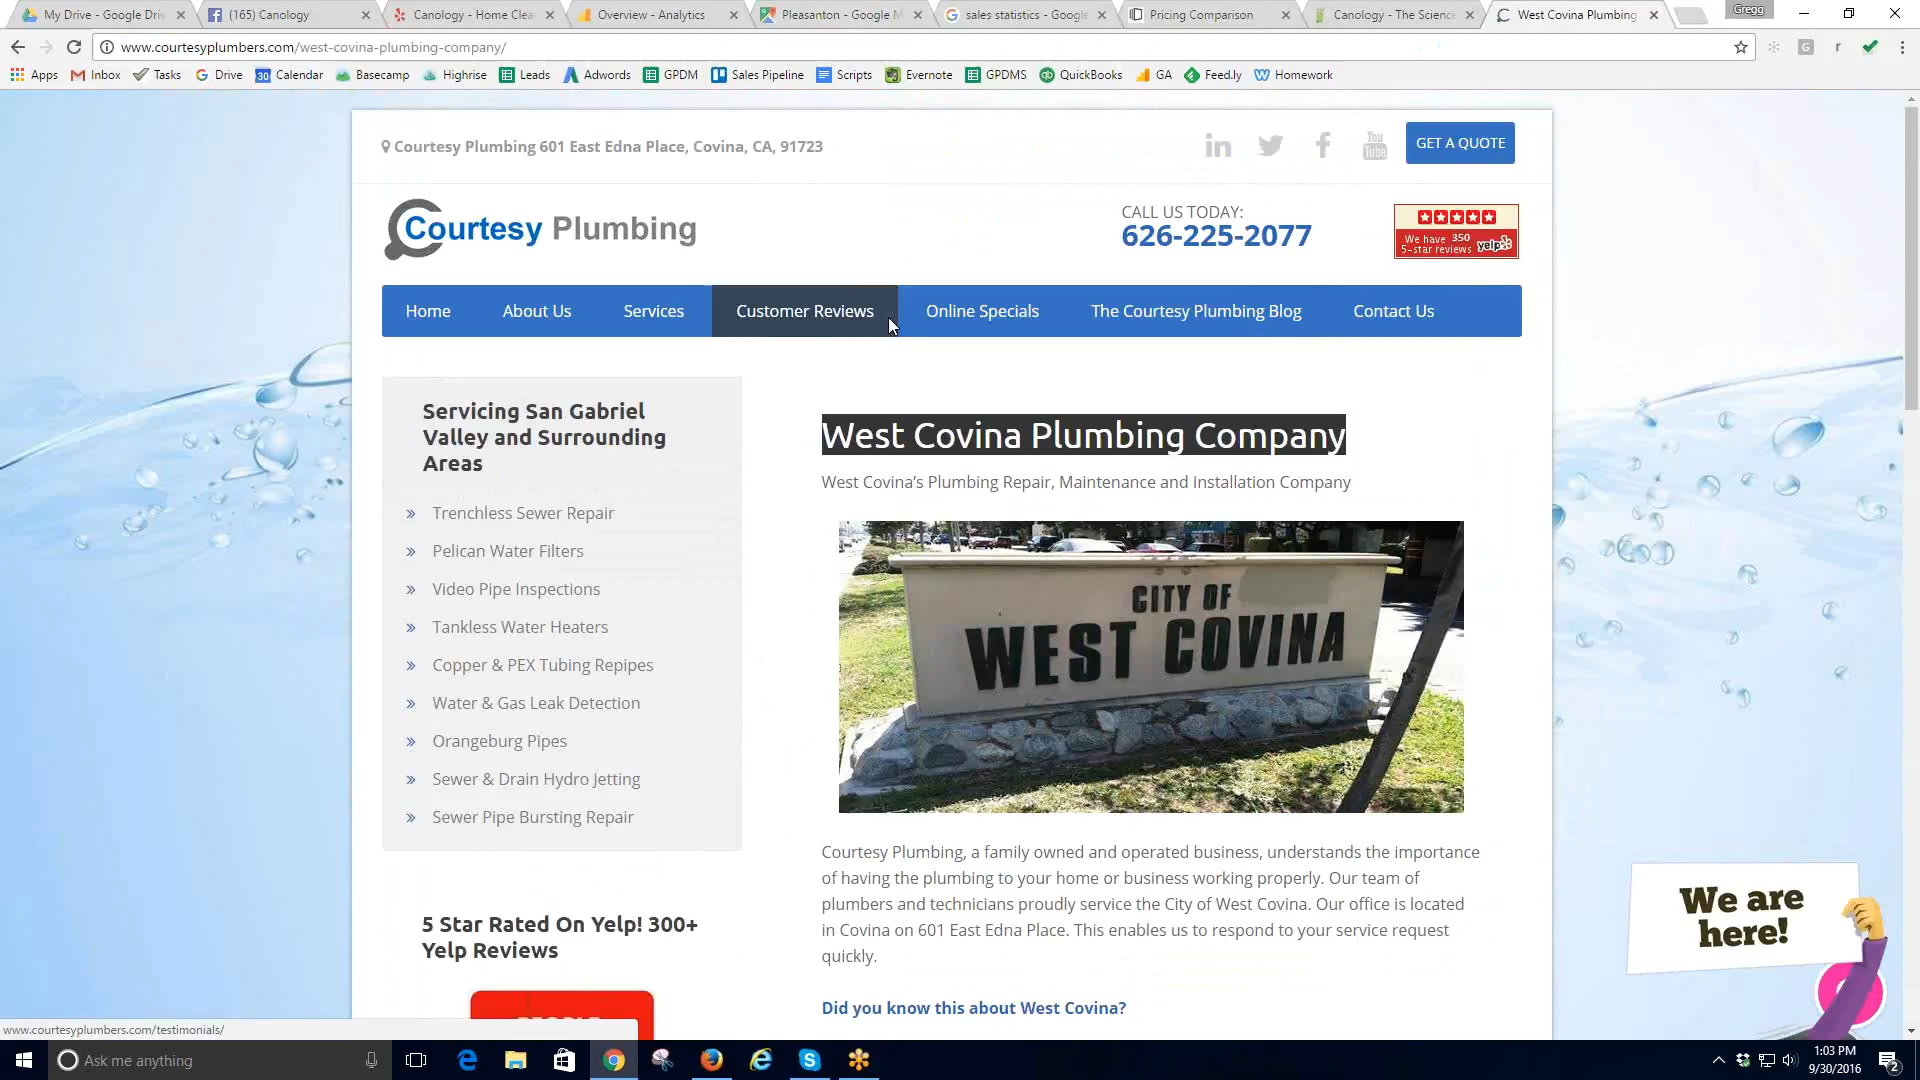 My Drive - Google Dri
(165) Canology
Canology - Home Clea
Overview - Analytics
Pleasanton - Google M
sales statistics - Google
Pricing Comparison
Canology - The Science
West Covina Plumbing
Gregg
www.courtesyplumbers.com/west-covina-plumbing-company/
Apps
Inbox
Tasks
Drive
Calendar
Basecamp
Highrise
Leads
Adwords
GPDM
Sales Pipeline
Scripts
Evernote
GPDMS
QuickBooks
GA
Feed.ly
Homework
Courtesy Plumbing 601 East Edna Place, Covina, CA, 91723
You Tube
GET A QUOTE
Courtesy Plumbing
CALL US TODAY:
626-225-2077
We have 350
5-star reviews yelp
Home
About Us
Services
Customer Reviews
Online Specials
The Courtesy Plumbing Blog
Contact Us
Servicing San Gabriel
Valley and Surrounding
Areas
Trenchless Sewer Repair
Pelican Water Filters
Video Pipe Inspections
Tankless Water Heaters
Copper & PEX Tubing Repipes
Water & Gas Leak Detection
Orangeburg Pipes
Sewer & Drain Hydro Jetting
Sewer Pipe Bursting Repair
5 Star Rated On Yelp! 300+
Yelp Reviews
West Covina Plumbing Company
West Covina's Plumbing Repair, Maintenance and Installation Company
CITY OF
WEST COVINA
Courtesy Plumbing, a family owned and operated business, understands the importance
of having the plumbing to your home or business working properly. Our team of
plumbers and technicians proudly service the City of West Covina. Our office is located
in Covina on 601 East Edna Place. This enables us to respond to your service request
quickly.
Did you know this about West Covina?
We are
here!
www.courtesyplumbers.com/testimonials/
Ask me anything
1:03 PM
9/30/2016
2